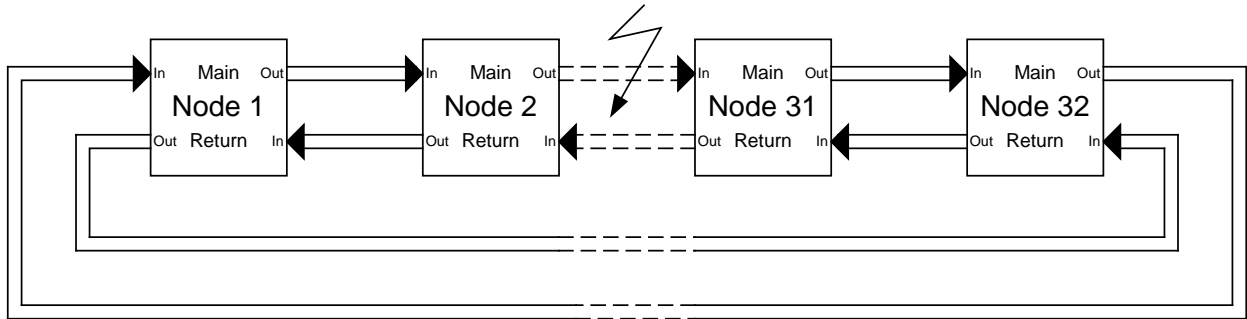 In Main Out
Node 1
Out Return In
In Main Out
Node 2
Out Return In
In Main Out
Node 31
Out Return In
In Main Out
Node 32
Out Return In